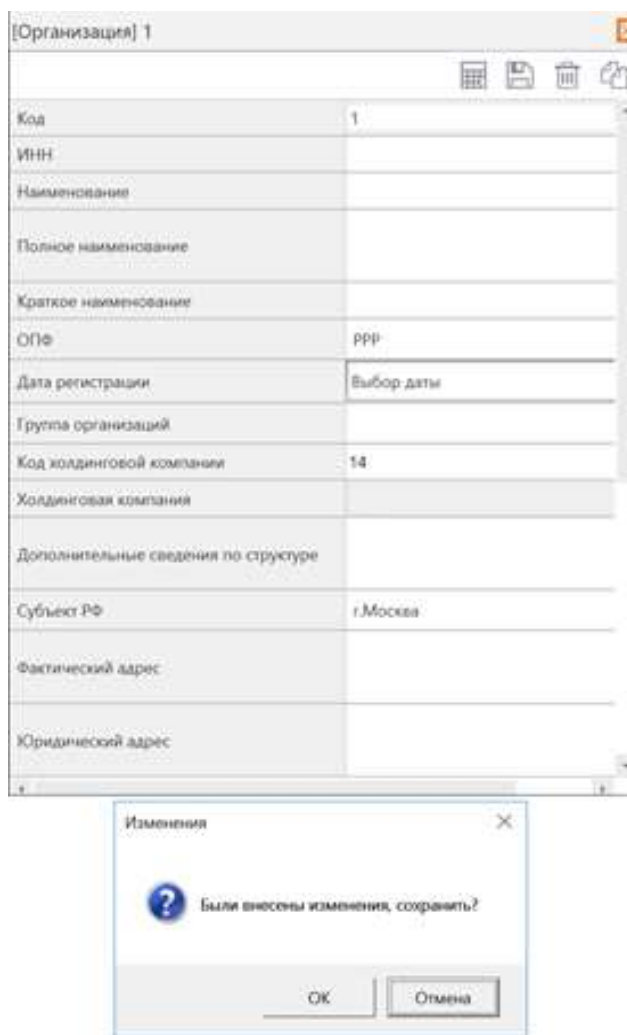 [Организация] 1
Код 1
ИНН
Наименование
Полное наименование
Краткое наименование
ОПФ PPP
Дата регистрации Выбор даты
Группа организаций
Код холдинговой компании 14
Холдинговая компания
Дополнительные сведения по структуре
Субъект РФ г.Москва
Фактический адрес
Юридический адрес
Изменения
Были внесены изменения, сохранить?
OK Отмена